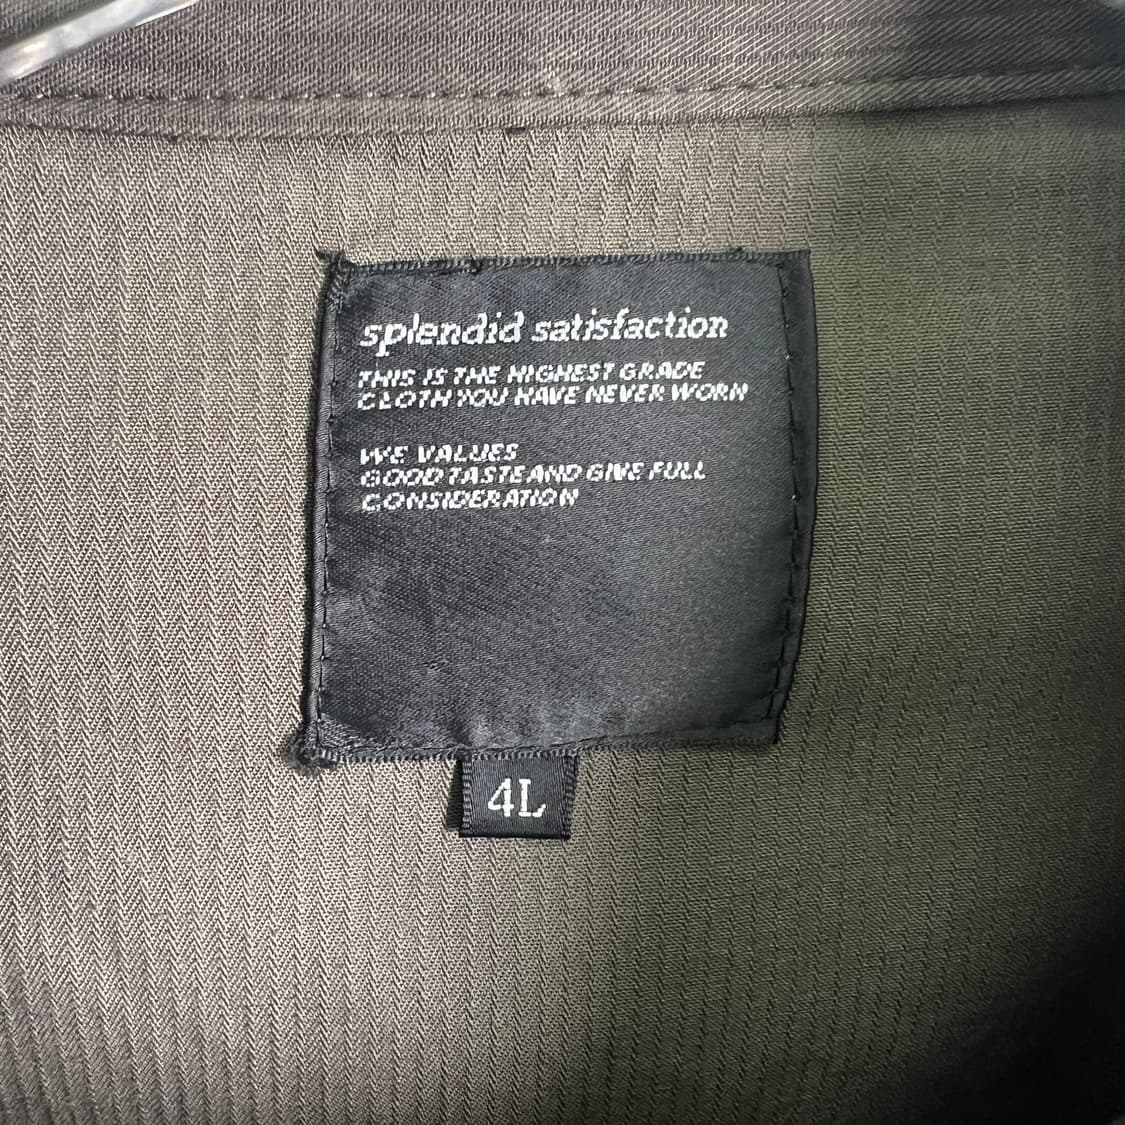 splendid satisfaction
THIS IS THE HIGHEST GRADE
CLOTH YOU HAVE NEVER WORN
WE VALUES
GOOD TASTE AND GIVE FULL
CONSIDERATION
4L